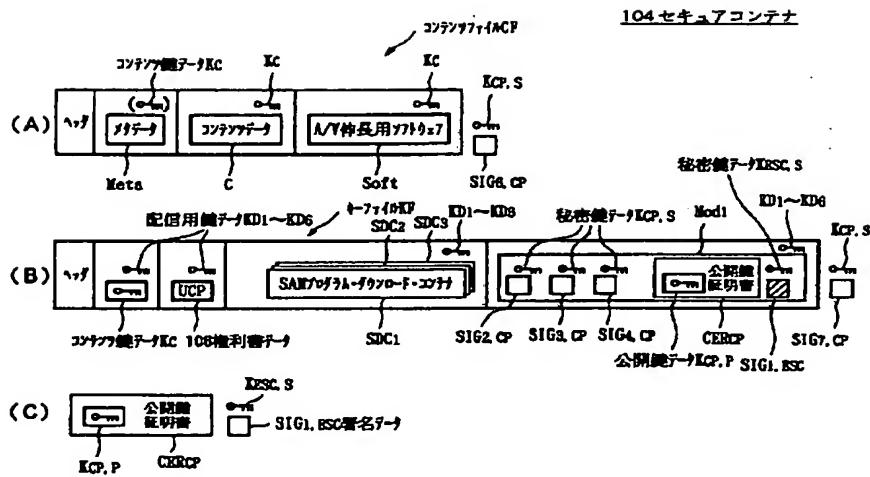 104 セキュアコンテナ
コンテンツファイルCF
コンテンツ鍵データKC
KC
KC
KCP, S
(A)
ヘッダ
メタデータ
コンテンツデータ
A/V伸長用ソフトウェア
Meta
C
Soft
SIG6, CP
秘密鍵データKESC, S
配信用鍵データKD1〜KD6
キーファイルKF
SDC2
SDC3
KD1〜KD3
秘密鍵データKCP, S
Mod1
KD1〜KD6
KCP, S
(B)
ヘッダ
UCP
SAMプログラム・ダウンロード・コンテナ
公開鍵
証明書
コンテンツ鍵データKC
106権利書データ
SDC1
SIG2, CP
SIG3, CP
SIG4, CP
CERCP
公開鍵データKCP, P
SIG1, ESC
SIG7, CP
(C)
公開鍵
証明書
KESC, S
SIG1, ESC署名データ
KCP, P
CERCP